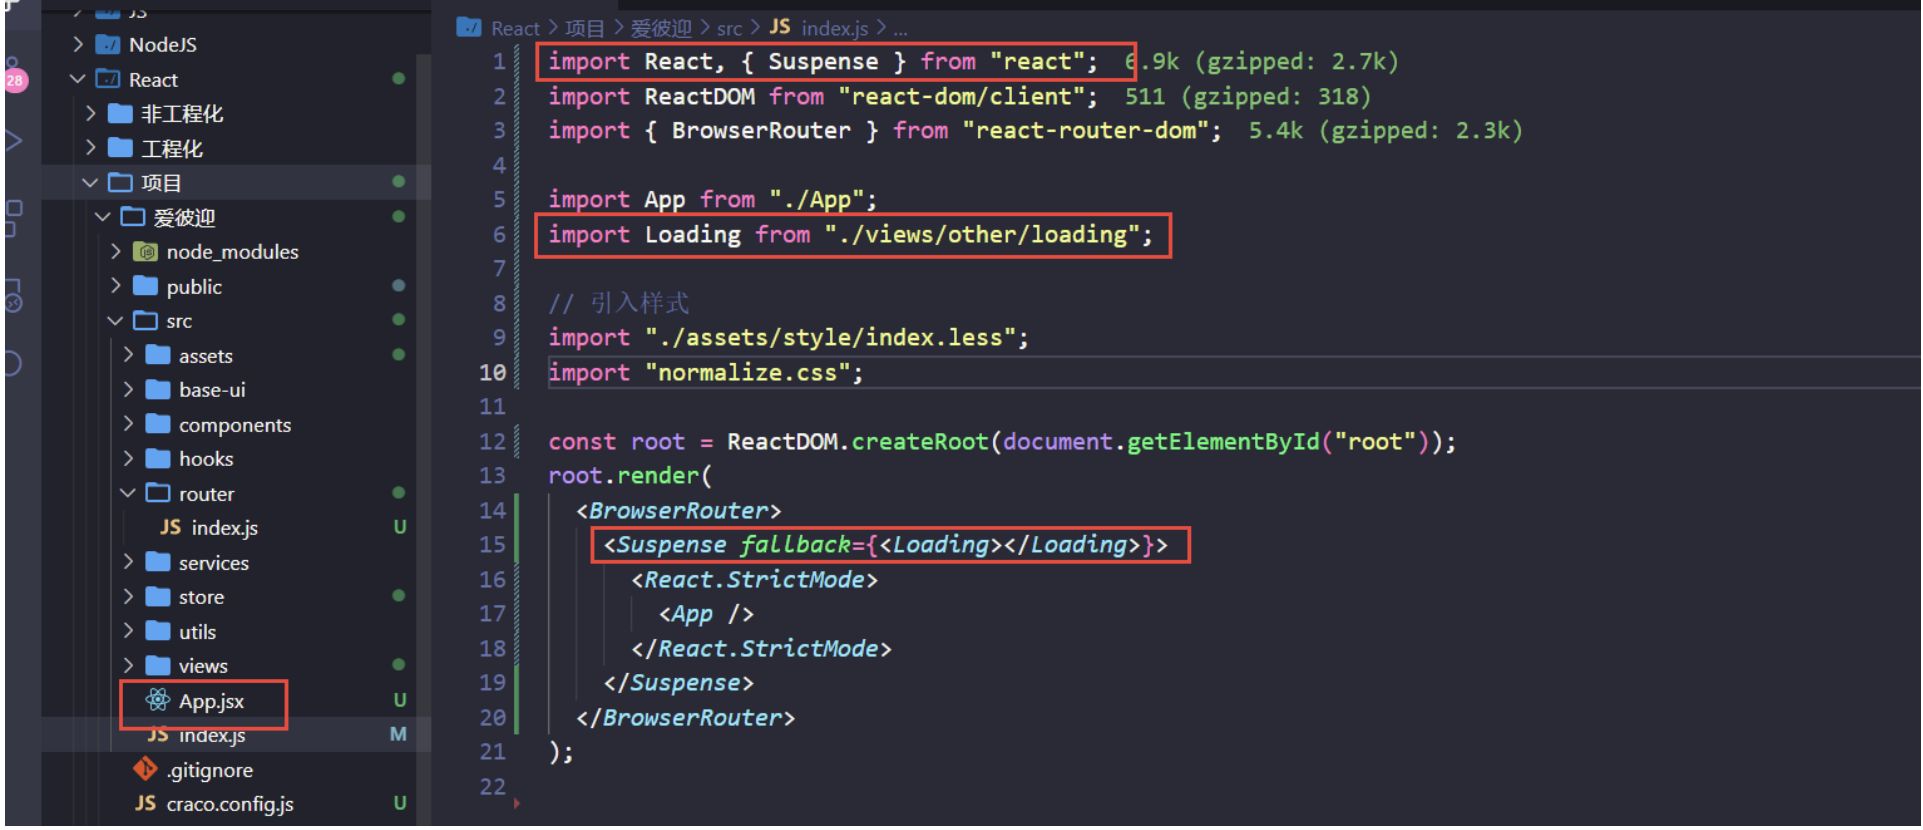 JS
NodeJS
React
非工程化
工程化
项目
爱彼迎
node_modules
public
src
assets
base-ui
components
hooks
router
JS index.js U
services
store
utils
views
App.jsx U
JS index.js M
.gitignore
JS craco.config.js U
28
React > 项目 > 爱彼迎 > src > JS index.js > ...
1 import React, { Suspense } from "react"; 6.9k (gzipped: 2.7k)
2 import ReactDOM from "react-dom/client"; 511 (gzipped: 318)
3 import { BrowserRouter } from "react-router-dom"; 5.4k (gzipped: 2.3k)
4
5 import App from "./App";
6 import Loading from "./views/other/loading";
7
8 // 引入样式
9 import "./assets/style/index.less";
10 import "normalize.css";
11
12 const root = ReactDOM.createRoot(document.getElementById("root"));
13 root.render(
14 <BrowserRouter>
15 <Suspense fallback={<Loading></Loading>}>
16 <React.StrictMode>
17 <App />
18 </React.StrictMode>
19 </Suspense>
20 </BrowserRouter>
21 );
22